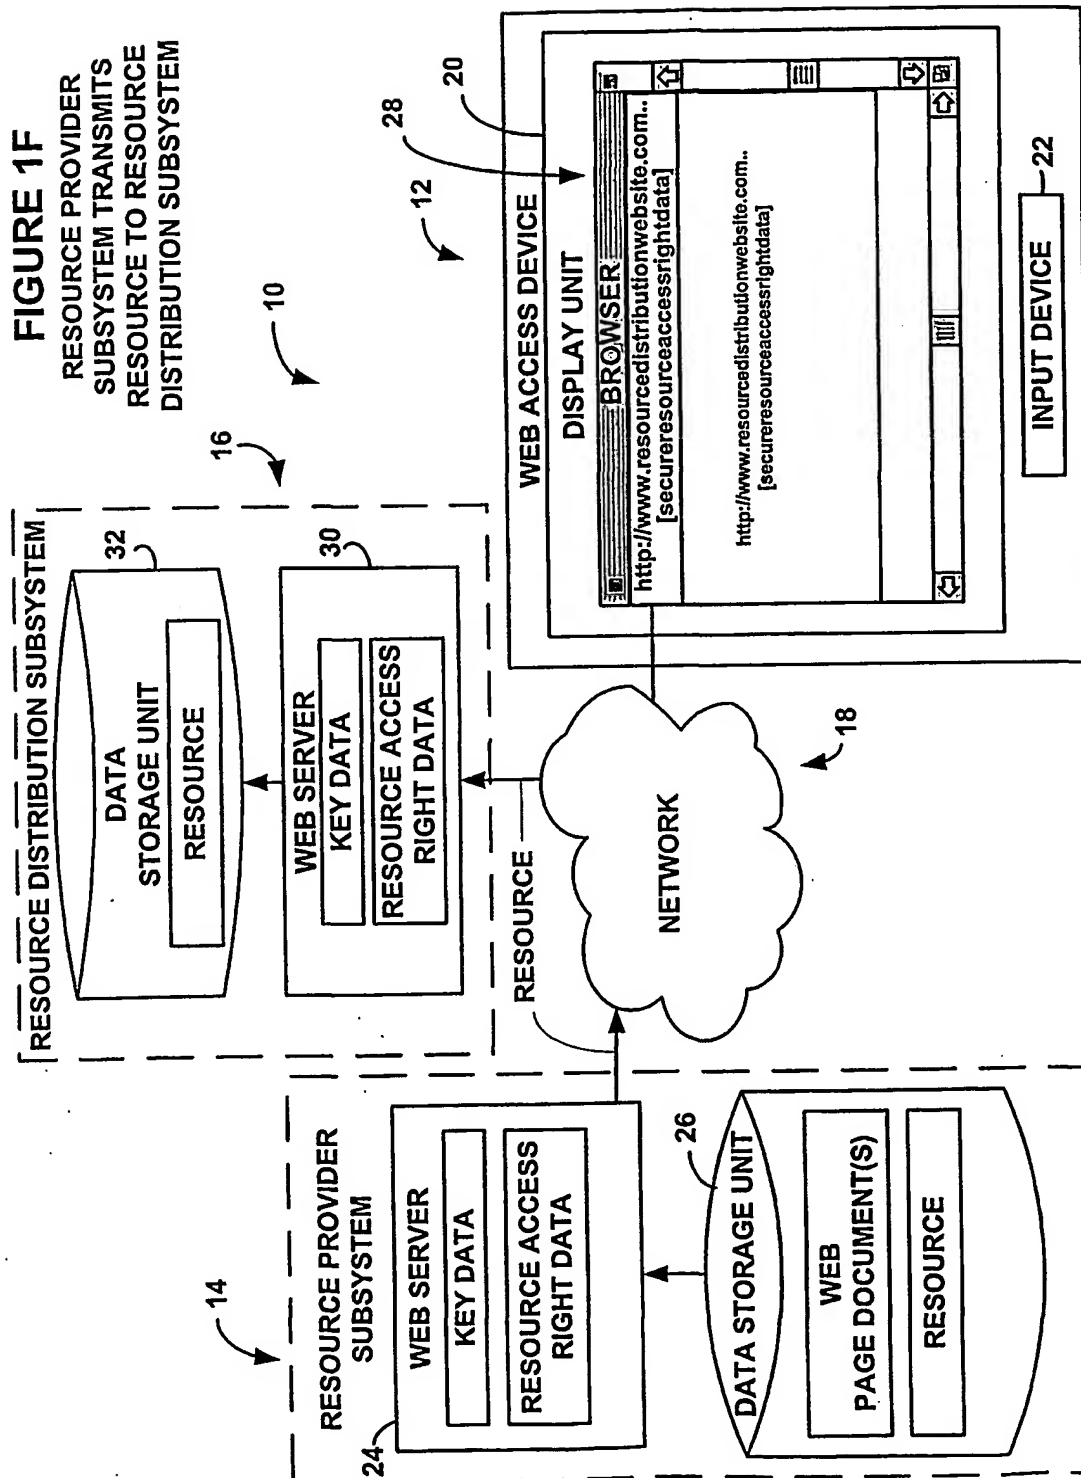 FIGURE 1F
RESOURCE PROVIDER
SUBSYSTEM TRANSMITS
RESOURCE TO RESOURCE
DISTRIBUTION SUBSYSTEM
10
16
RESOURCE DISTRIBUTION SUBSYSTEM
32
DATA
STORAGE UNIT
RESOURCE
30
WEB SERVER
KEY DATA
RESOURCE ACCESS
RIGHT DATA
12
20
28
WEB ACCESS DEVICE
DISPLAY UNIT
BROWSER
http://www.resourcedistributionwebsite.com..
[secureresourceaccessrightdata]
http://www.resourcedistributionwebsite.com..
[secureresourceaccessrightdata]
INPUT DEVICE
22
RESOURCE
NETWORK
18
14
RESOURCE PROVIDER
SUBSYSTEM
24
WEB SERVER
KEY DATA
RESOURCE ACCESS
RIGHT DATA
26
DATA STORAGE UNIT
WEB
PAGE DOCUMENT(S)
RESOURCE